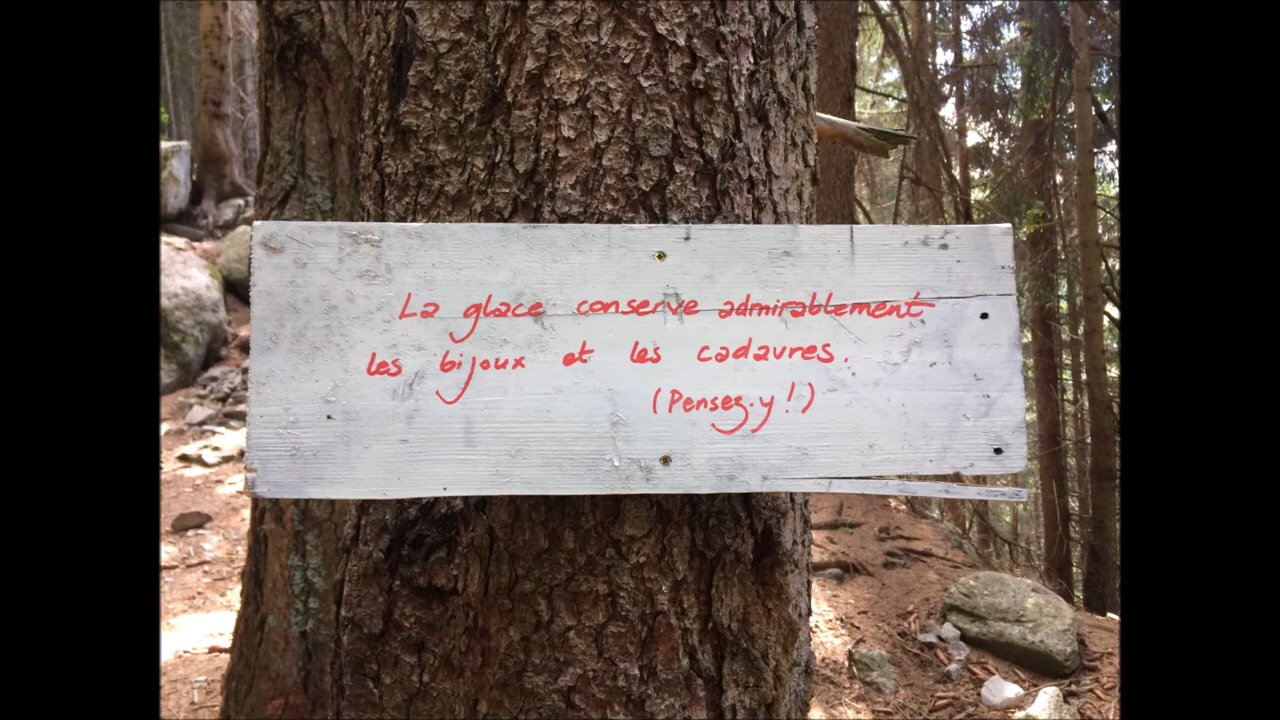 La glace conserve admirablement
les bijoux et les cadavres.
(Pensez-y !)